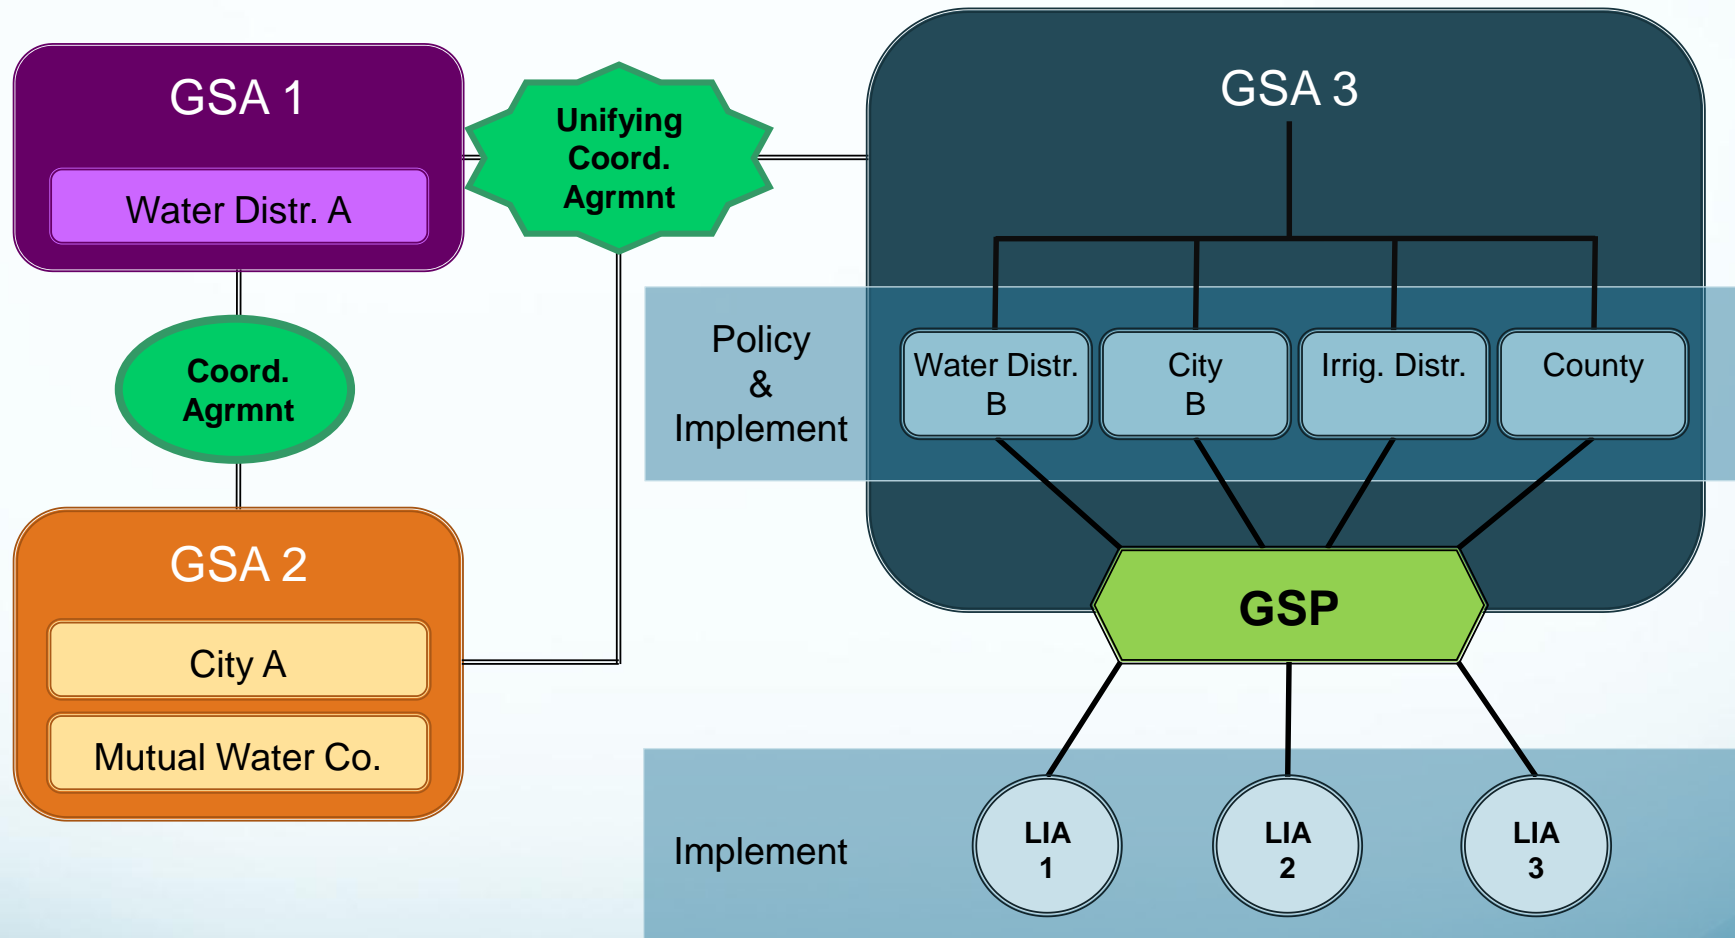 GSA 1
Water Distr. A
Coord.
Agrmnt
GSA 2
City A
Mutual Water Co.
Unifying
Coord.
Agrmnt
GSA 3
Policy
&
Implement
Water Distr.
B
City
B
Irrig. Distr.
County
GSP
Implement
LIA
1
LIA
2
LIA
3